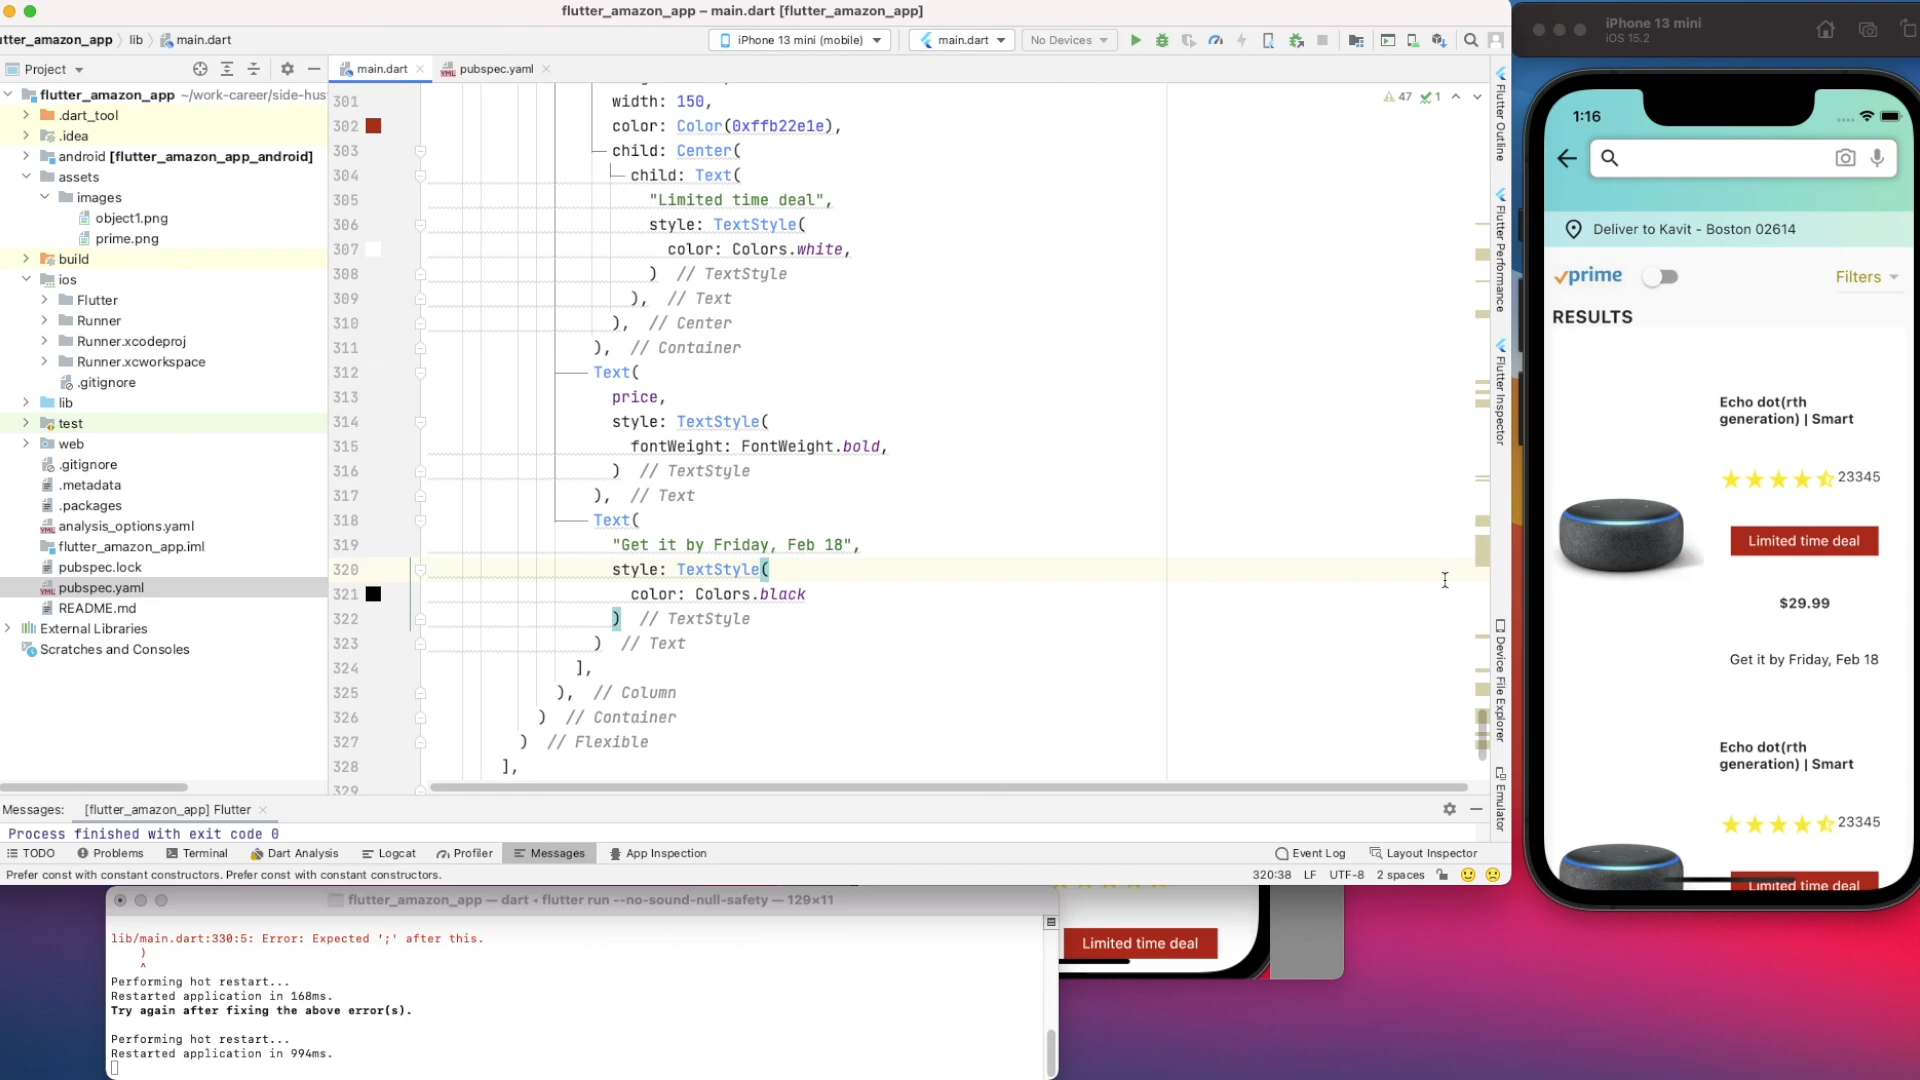 flutter_amazon_app – main.dart [flutter_amazon_app]
utter_amazon_app
lib
main.dart
iPhone 13 mini (mobile)
main.dart
No Devices
Project
main.dart
pubspec.yaml
flutter_amazon_app ~/work-career/side-hus
.dart_tool
.idea
android [flutter_amazon_app_android]
assets
images
object1.png
prime.png
build
ios
Flutter
Runner
Runner.xcodeproj
Runner.xcworkspace
.gitignore
lib
test
web
.gitignore
.metadata
.packages
analysis_options.yaml
flutter_amazon_app.iml
pubspec.lock
pubspec.yaml
README.md
External Libraries
Scratches and Consoles
47
1
301 width: 150,
302 color: Color(0xffb22e1e),
303 child: Center(
304 child: Text(
305 "Limited time deal",
306 style: TextStyle(
307 color: Colors.white,
308 ) // TextStyle
309 ), // Text
310 ), // Center
311 ), // Container
312 Text(
313 price,
314 style: TextStyle(
315 fontWeight: FontWeight.bold,
316 ) // TextStyle
317 ), // Text
318 Text(
319 "Get it by Friday, Feb 18",
320 style: TextStyle(
321 color: Colors.black
322 ) // TextStyle
323 ) // Text
324 ],
325 ), // Column
326 ) // Container
327 ) // Flexible
328 ],
329
Flutter Outline
Flutter Performance
Flutter Inspector
Device File Explorer
Emulator
Messages:
[flutter_amazon_app] Flutter
Process finished with exit code 0
TODO
Problems
Terminal
Dart Analysis
Logcat
Profiler
Messages
App Inspection
Event Log
Layout Inspector
Prefer const with constant constructors. Prefer const with constant constructors.
320:38
LF
UTF-8
2 spaces
flutter_amazon_app — dart ◂ flutter run --no-sound-null-safety — 129×11
lib/main.dart:330:5: Error: Expected ';' after this.
)
^
Performing hot restart...
Restarted application in 168ms.
Try again after fixing the above error(s).
Performing hot restart...
Restarted application in 994ms.
Limited time deal
iPhone 13 mini
iOS 15.2
1:16
Deliver to Kavit - Boston 02614
prime
Filters
RESULTS
Echo dot(rth
generation) | Smart
23345
Limited time deal
$29.99
Get it by Friday, Feb 18
Echo dot(rth
generation) | Smart
23345
Limited time deal